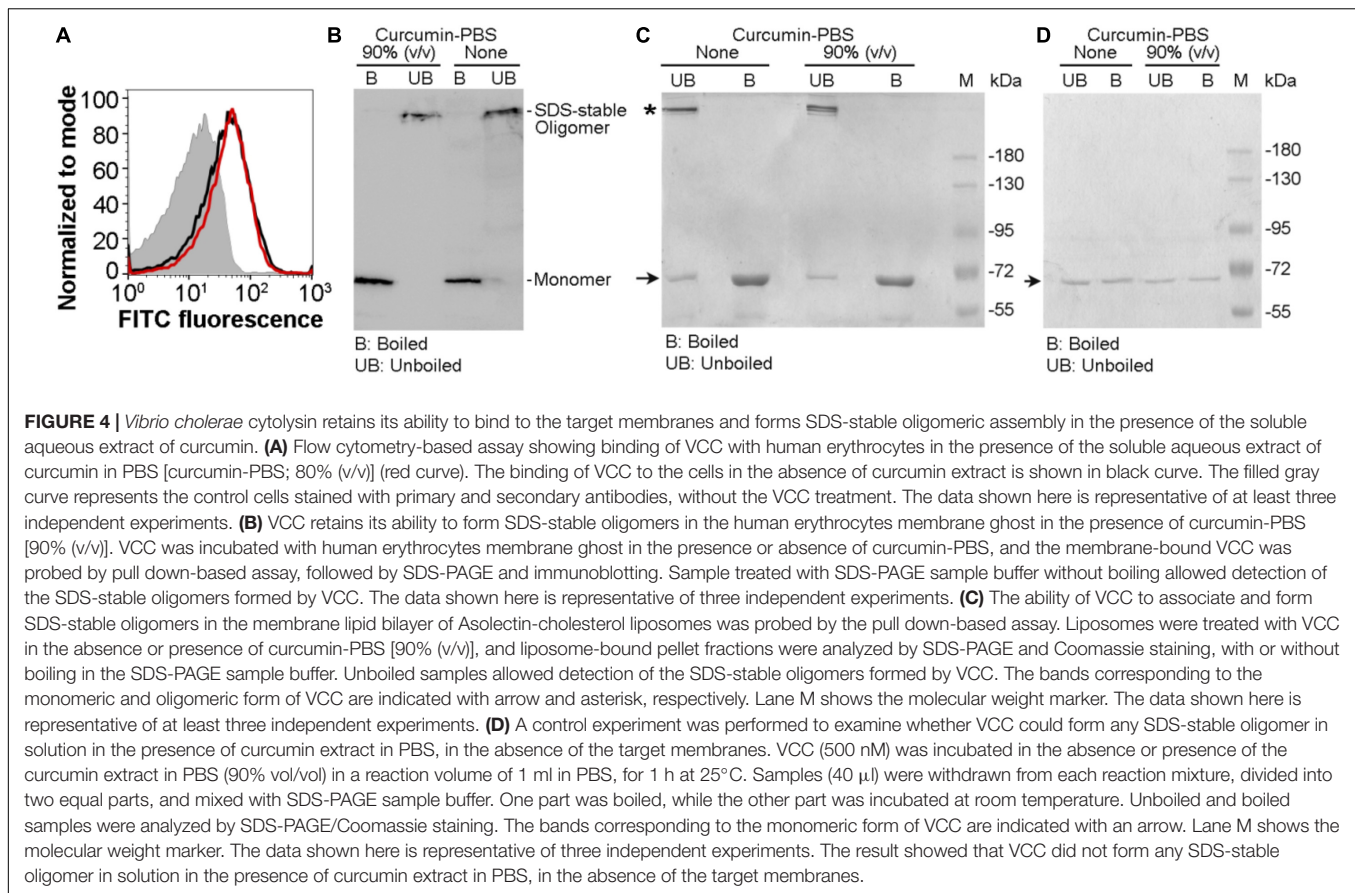 A
100
80
60
40
20
0
Normalized to mode
10⁰ 10¹ 10² 10³
FITC fluorescence
B
Curcumin-PBS
90% (v/v) None
B UB B UB
-SDS-stable
Oligomer
-Monomer
B: Boiled
UB: Unboiled
C
Curcumin-PBS
None 90% (v/v)
UB B UB B M kDa
*
-180
-130
-95
-72
-55
B: Boiled
UB: Unboiled
D
Curcumin-PBS
None 90% (v/v)
UB B UB B M kDa
-180
-130
-95
-72
-55
B: Boiled
UB: Unboiled
FIGURE 4 | Vibrio cholerae cytolysin retains its ability to bind to the target membranes and forms SDS-stable oligomeric assembly in the presence of the soluble
aqueous extract of curcumin. (A) Flow cytometry-based assay showing binding of VCC with human erythrocytes in the presence of the soluble aqueous extract of
curcumin in PBS [curcumin-PBS; 80% (v/v)] (red curve). The binding of VCC to the cells in the absence of curcumin extract is shown in black curve. The filled gray
curve represents the control cells stained with primary and secondary antibodies, without the VCC treatment. The data shown here is representative of at least three
independent experiments. (B) VCC retains its ability to form SDS-stable oligomers in the human erythrocytes membrane ghost in the presence of curcumin-PBS
[90% (v/v)]. VCC was incubated with human erythrocytes membrane ghost in the presence or absence of curcumin-PBS, and the membrane-bound VCC was
probed by pull down-based assay, followed by SDS-PAGE and immunoblotting. Sample treated with SDS-PAGE sample buffer without boiling allowed detection of
the SDS-stable oligomers formed by VCC. The data shown here is representative of three independent experiments. (C) The ability of VCC to associate and form
SDS-stable oligomers in the membrane lipid bilayer of Asolectin-cholesterol liposomes was probed by the pull down-based assay. Liposomes were treated with VCC
in the absence or presence of curcumin-PBS [90% (v/v)], and liposome-bound pellet fractions were analyzed by SDS-PAGE and Coomassie staining, with or without
boiling in the SDS-PAGE sample buffer. Unboiled samples allowed detection of the SDS-stable oligomers formed by VCC. The bands corresponding to the
monomeric and oligomeric form of VCC are indicated with arrow and asterisk, respectively. Lane M shows the molecular weight marker. The data shown here is
representative of at least three independent experiments. (D) A control experiment was performed to examine whether VCC could form any SDS-stable oligomer in
solution in the presence of curcumin extract in PBS, in the absence of the target membranes. VCC (500 nM) was incubated in the absence or presence of the
curcumin extract in PBS (90% vol/vol) in a reaction volume of 1 ml in PBS, for 1 h at 25°C. Samples (40 µl) were withdrawn from each reaction mixture, divided into
two equal parts, and mixed with SDS-PAGE sample buffer. One part was boiled, while the other part was incubated at room temperature. Unboiled and boiled
samples were analyzed by SDS-PAGE/Coomassie staining. The bands corresponding to the monomeric form of VCC are indicated with an arrow. Lane M shows the
molecular weight marker. The data shown here is representative of three independent experiments. The result showed that VCC did not form any SDS-stable
oligomer in solution in the presence of curcumin extract in PBS, in the absence of the target membranes.